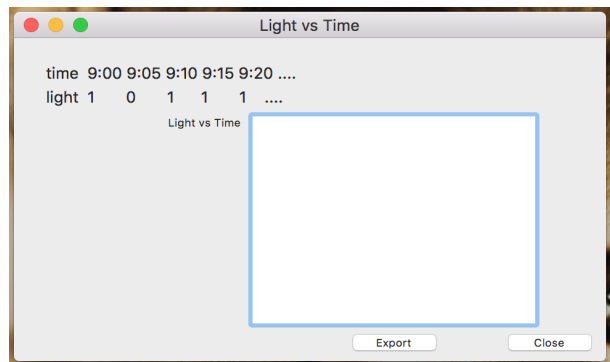 Light vs Time
time 9:00 9:05 9:10 9:15 9:20 ....
light 1 0 1 1 1 ....
Light vs Time
Export Close